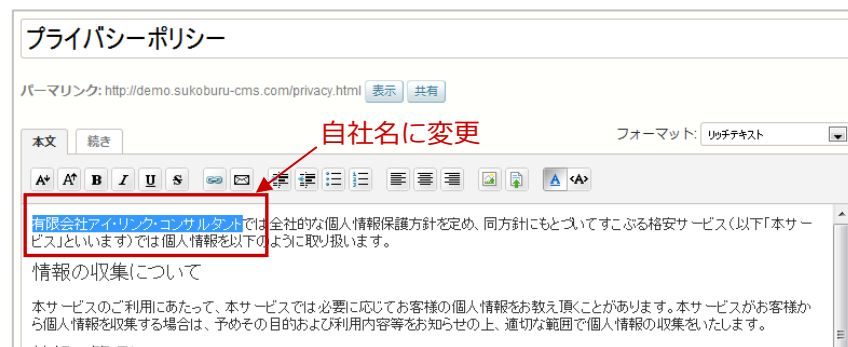 プライバシーポリシー
パーマリンク: http://demo.sukoburu-cms.com/privacy.html 表示 共有
自社名に変更
本文 続き フォーマット: リッチテキスト
A A B I U S A <A>
有限会社アイ・リンク・コンサルタントでは全社的な個人情報保護方針を定め、同方針にもとづいてすこぶる格安サービス(以下「本サー
ビス」といいます)では個人情報を以下のように取り扱います。
情報の収集について
本サービスのご利用にあたって、本サービスでは必要に応じてお客様の個人情報をお教え頂くことがあります。本サービスがお客様か
ら個人情報を収集する場合は、予めその目的および利用内容等をお知らせの上、適切な範囲で個人情報の収集をいたします。